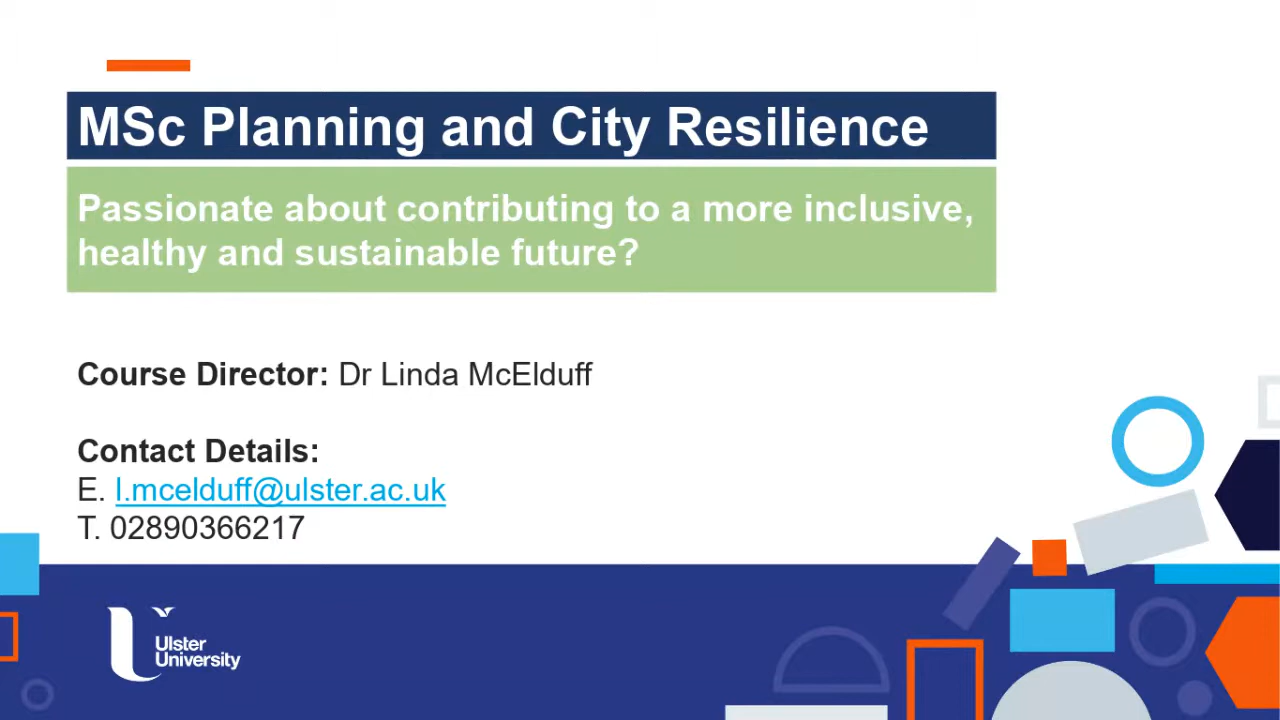 MSc Planning and City Resilience
Passionate about contributing to a more inclusive,
healthy and sustainable future?
Course Director: Dr Linda McElduff
Contact Details:
E. l.mcelduff@ulster.ac.uk
T. 02890366217
Ulster
University